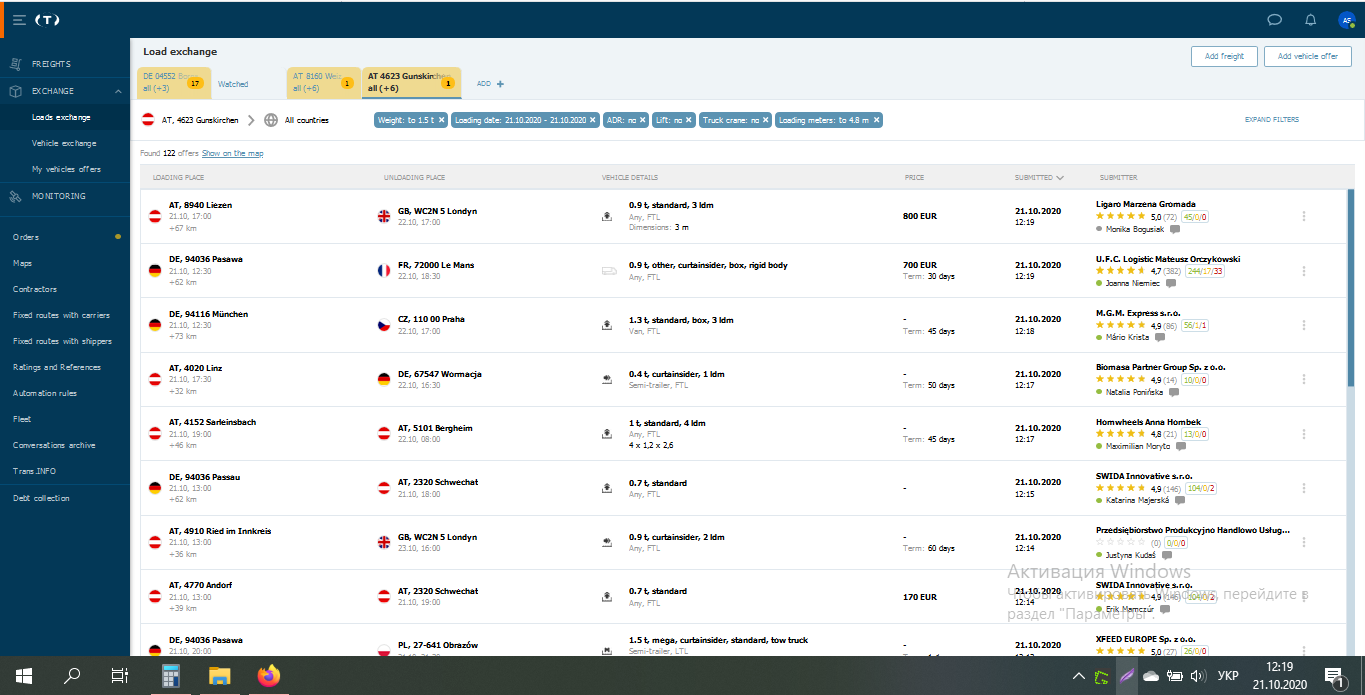 (T)
AS
FREIGHTS
EXCHANGE
Loads exchange
Vehicle exchange
My vehicles offers
MONITORING
Orders
Maps
Contractors
Fixed routes with carriers
Fixed routes with shippers
Ratings and References
Automation rules
Fleet
Conversations archive
Trans.INFO
Debt collection
Load exchange
Add freight
Add vehicle offer
DE 04552
all (+3)
17
Watched
AT 8160 Weiz
all (+6)
1
AT 4623 Gunskirchen
all (+6)
1
ADD +
AT, 4623 Gunskirchen
All countries
Weight: to 1.5 t ×
Loading date: 21.10.2020 - 21.10.2020 ×
ADR: no ×
Lift: no ×
Truck crane: no ×
Loading meters: to 4.8 m ×
EXPAND FILTERS
Found 122 offers Show on the map
LOADING PLACE UNLOADING PLACE VEHICLE DETAILS PRICE SUBMITTED SUBMITTER
AT, 8940 Liezen
21.10, 17:00
+67 km
GB, WC2N 5 Londyn
22.10, 17:00
0.9 t, standard, 3 ldm
Any, FTL
Dimensions: 3 m
800 EUR
21.10.2020
12:19
Ligaro Marzena Gromada
5,0 (72) 45/0/0
Monika Bogusiak
DE, 94036 Pasawa
21.10, 12:30
+62 km
FR, 72000 Le Mans
22.10, 18:30
0.9 t, other, curtainsider, box, rigid body
Any, FTL
700 EUR
Term: 30 days
21.10.2020
12:19
U.F.C. Logistic Mateusz Orczykowski
4,7 (382) 244/17/33
Joanna Niemiec
DE, 94116 München
21.10, 12:30
+73 km
CZ, 110 00 Praha
22.10, 17:00
1.3 t, standard, box, 3 ldm
Van, FTL
-
Term: 45 days
21.10.2020
12:18
M.G.M. Express s.r.o.
4,9 (86) 56/1/1
Mário Krista
AT, 4020 Linz
21.10, 17:30
+32 km
DE, 67547 Wormacja
22.10, 16:30
0.4 t, curtainsider, 1 ldm
Semi-trailer, FTL
-
Term: 50 days
21.10.2020
12:17
Biomasa Partner Group Sp. z o.o.
4,9 (14) 10/0/0
Natalia Ponińska
AT, 4152 Sarleinsbach
21.10, 19:00
+46 km
AT, 5101 Bergheim
22.10, 08:00
1 t, standard, 4 ldm
Any, FTL
4 x 1,2 x 2,6
-
Term: 45 days
21.10.2020
12:17
Homwheels Anna Hombek
4,8 (21) 13/0/0
Maximilian Moryto
DE, 94036 Passau
21.10, 13:00
+62 km
AT, 2320 Schwechat
21.10, 18:00
0.7 t, standard
Any, FTL
-
21.10.2020
12:15
SWIDA Innovative s.r.o.
4,9 (146) 104/0/2
Katarina Majerská
AT, 4910 Ried im Innkreis
21.10, 13:00
+36 km
GB, WC2N 5 Londyn
23.10, 16:00
0.9 t, curtainsider, 2 ldm
Any, FTL
-
Term: 60 days
21.10.2020
12:14
Przedsiębiorstwo Produkcyjno Handlowo Usług...
(0) 0/0/0
Justyna Kudaś
AT, 4770 Andorf
21.10, 13:00
+39 km
AT, 2320 Schwechat
21.10, 19:00
0.7 t, standard
Any, FTL
170 EUR
21.10.2020
12:14
SWIDA Innovative s.r.o.
4,9 (146) 104/0/2
Erik Mamczúr
Активация Windows
Чтобы активировать Windows, перейдите в
раздел "Параметры".
DE, 94036 Pasawa
21.10, 20:00
PL, 27-641 Obrazów
1.5 t, mega, curtainsider, standard, tow truck
Semi-trailer, LTL
-
21.10.2020
XFEED EUROPE Sp. z o.o.
5,0 (27) 26/0/0
УКР
12:19
21.10.2020
1